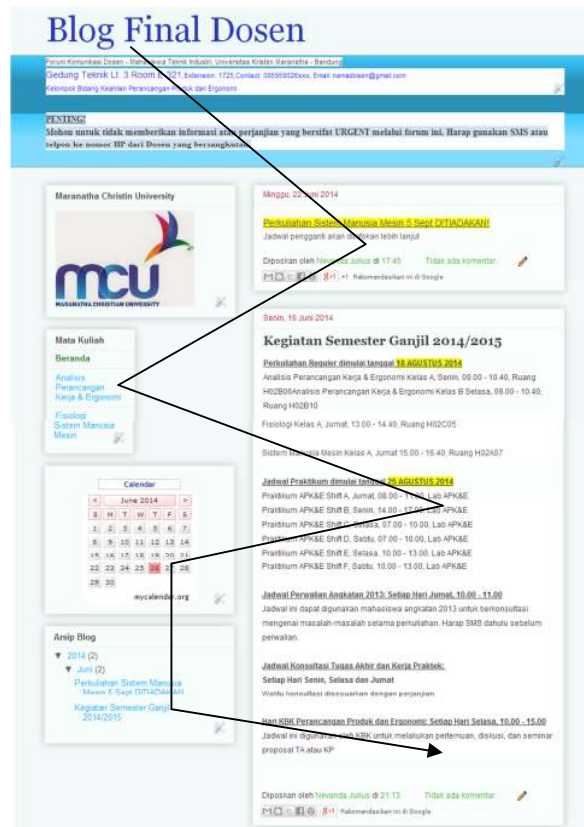 Blog Final Dosen
Forum Komunikasi Dosen - Mahasiswa Teknik Industri, Universitas Kristen Maranatha - Bandung
Gedung Teknik Lt. 3 Room E 321, Extension: 1725, Contact: 085959026xxx, Email: namadosen@gmail.com
Kelompok Bidang Keahlian Perancangan Produk dan Ergonomi
PENTING!
Mohon untuk tidak memberikan informasi atau perjanjian yang bersifat URGENT melalui forum ini. Harap gunakan SMS atau
telpon ke nomor HP dari Dosen yang bersangkutan.
Maranatha Christin University
mcu
MARANATHA CHRISTIAN UNIVERSITY
Mata Kuliah
Beranda
Analisis
Perancangan
Kerja & Ergonomi
Fisiologi
Sistem Manusia
Mesin
Calendar
< June 2014 >
S M T W T F S
1 2 3 4 5 6 7
8 9 10 11 12 13 14
15 16 17 18 19 20 21
22 23 24 25 26 27 28
29 30
mycalendar.org
Arsip Blog
▼ 2014 (2)
▼ Juni (2)
Perkuliahan Sistem Manusia
Mesin 5 Sept DITIADAKAN!
Kegiatan Semester Ganjil
2014/2015
Minggu, 22 Juni 2014
Perkuliahan Sistem Manusia Mesin 5 Sept DITIADAKAN!
Jadwal pengganti akan diinfokan lebih lanjut
Diposkan oleh Nevanda Julius di 17.45 Tidak ada komentar:
g+1 +1 Rekomendasikan ini di Google
Senin, 16 Juni 2014
Kegiatan Semester Ganjil 2014/2015
Perkuliahan Reguler dimulai tanggal 18 AGUSTUS 2014
Analisis Perancangan Kerja & Ergonomi Kelas A, Senin, 09.00 - 10.40, Ruang
H02B06Analisis Perancangan Kerja & Ergonomi Kelas B Selasa, 09.00 - 10.40,
Ruang H02B10
Fisiologi Kelas A, Jumat, 13.00 - 14.40, Ruang H02C05
Sistem Manusia Mesin Kelas A, Jumat 15.00 - 16.40, Ruang H02A07
Jadwal Praktikum dimulai tanggal 25 AGUSTUS 2014
Praktikum APK&E Shift A, Jumat, 08.00 - 11.00, Lab APK&E
Praktikum APK&E Shift B, Senin, 14.00 - 17.00, Lab APK&E
Praktikum APK&E Shift C, Selasa, 07.00 - 10.00, Lab APK&E
Praktikum APK&E Shift D, Sabtu, 07.00 - 10.00, Lab APK&E
Praktikum APK&E Shift E, Selasa, 10.00 - 13.00, Lab APK&E
Praktikum APK&E Shift F, Sabtu, 10.00 - 13.00, Lab APK&E
Jadwal Perwalian Angkatan 2013: Setiap Hari Jumat, 10.00 - 11.00
Jadwal ini dapat digunakan mahasiswa angkatan 2013 untuk berkonsultasi
mengenai masalah-masalah selama perkuliahan. Harap SMS dahulu sebelum
perwalian.
Jadwal Konsultasi Tugas Akhir dan Kerja Praktek:
Setiap Hari Senin, Selasa dan Jumat
Waktu konsultasi disesuaikan dengan perjanjian.
Hari KBK Perancangan Produk dan Ergonomi: Setiap Hari Selasa, 10.00 - 15.00
Jadwal ini digunakan oleh KBK untuk melakukan pertemuan, diskusi, dan seminar
proposal TA atau KP
Diposkan oleh Nevanda Julius di 21.13 Tidak ada komentar:
g+1 Rekomendasikan ini di Google